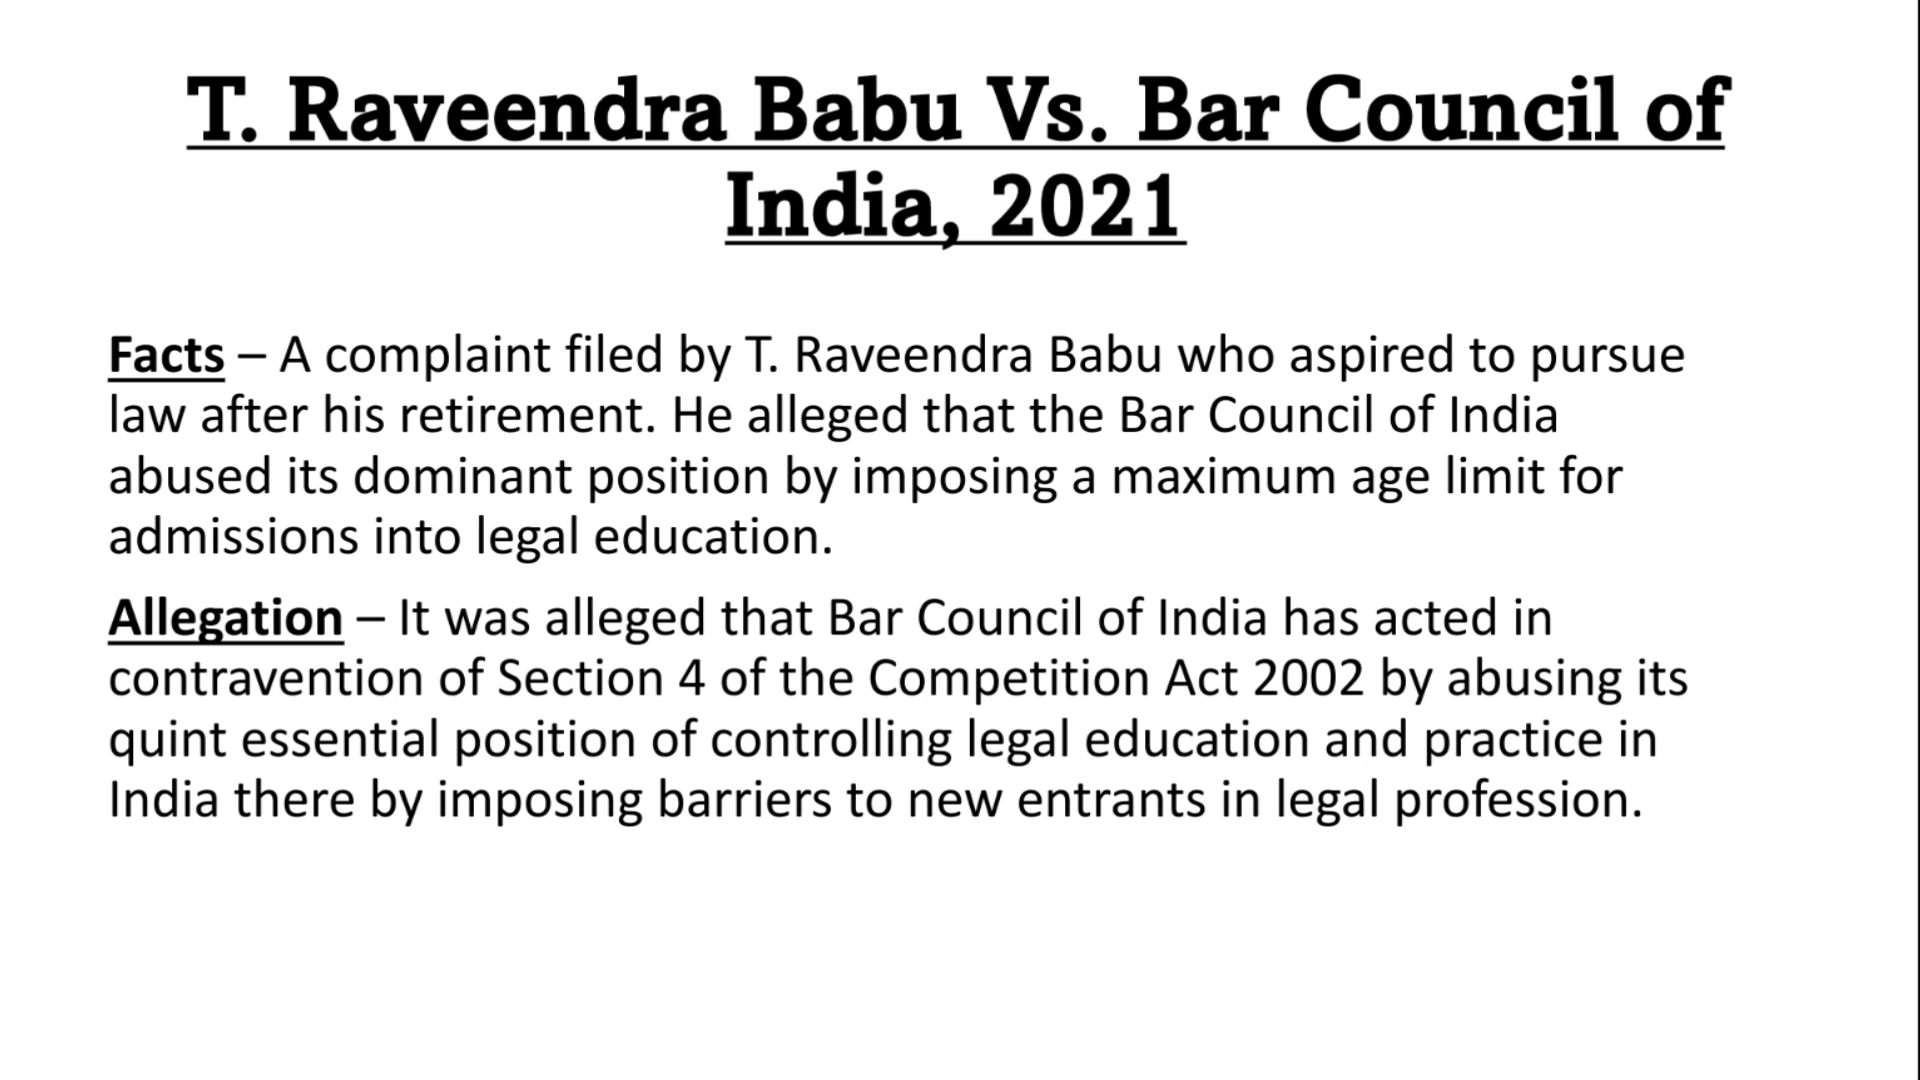 T. Raveendra Babu Vs. Bar Council of
India, 2021
Facts – A complaint filed by T. Raveendra Babu who aspired to pursue
law after his retirement. He alleged that the Bar Council of India
abused its dominant position by imposing a maximum age limit for
admissions into legal education.
Allegation – It was alleged that Bar Council of India has acted in
contravention of Section 4 of the Competition Act 2002 by abusing its
quint essential position of controlling legal education and practice in
India there by imposing barriers to new entrants in legal profession.